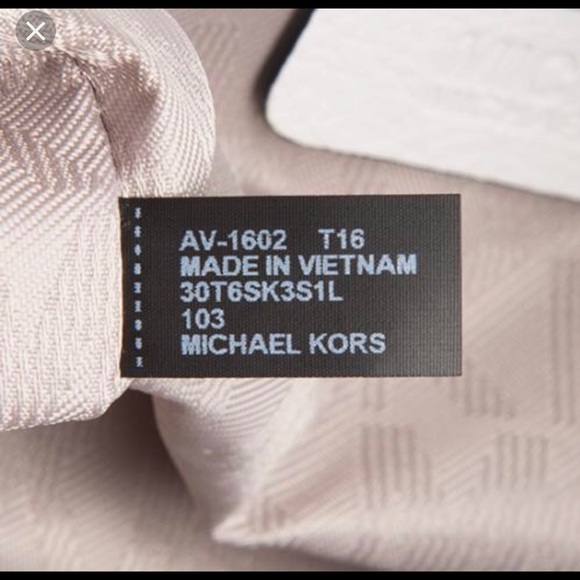 AV-1602 T16
MADE IN VIETNAM
30T6SK3S1L
103
MICHAEL KORS